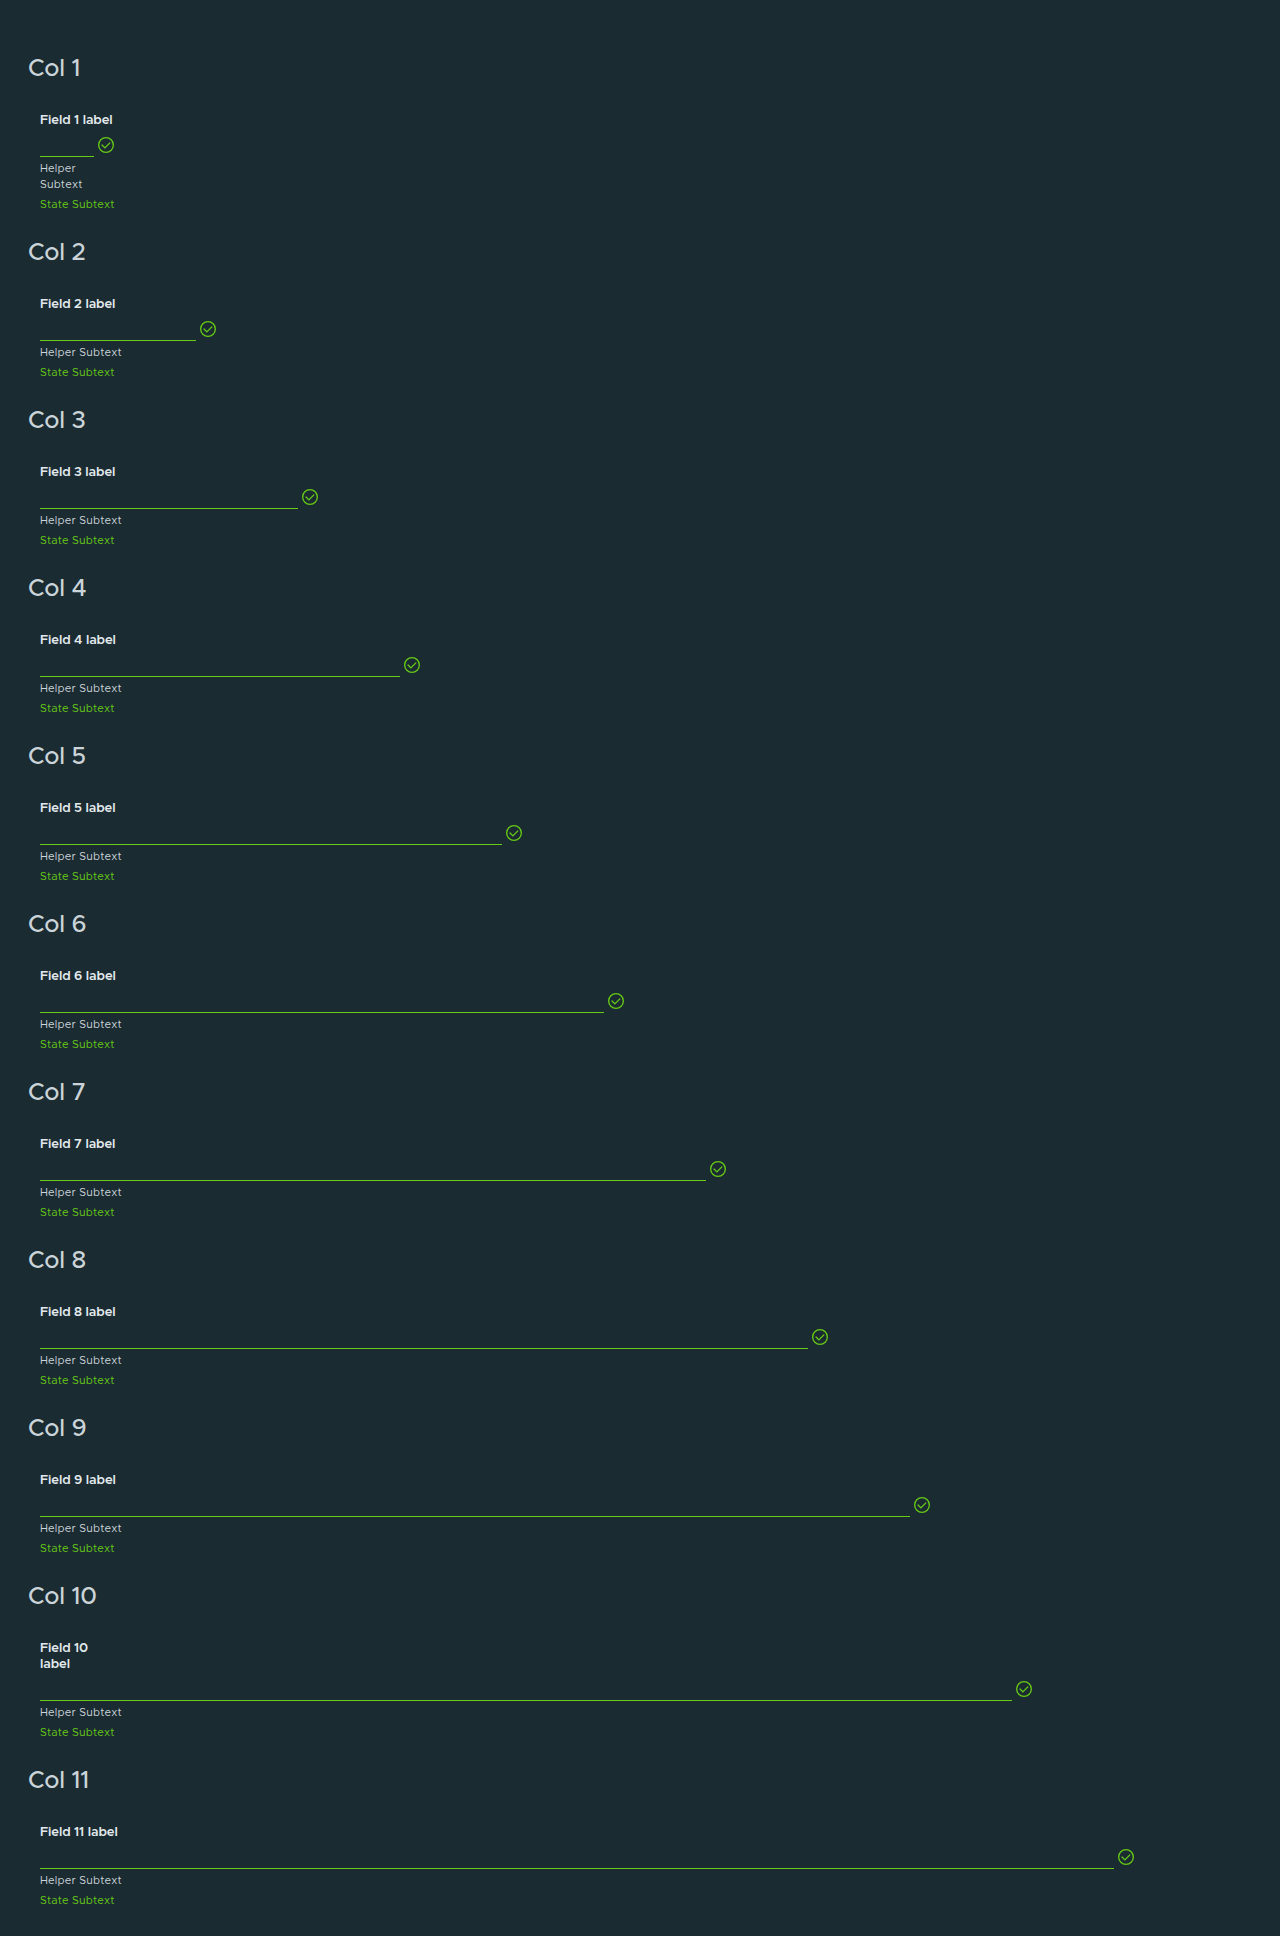 Col 1
Field 1 label
Helper
Subtext
State Subtext
Col 2
Field 2 label
Helper Subtext
State Subtext
Col 3
Field 3 label
Helper Subtext
State Subtext
Col 4
Field 4 label
Helper Subtext
State Subtext
Col 5
Field 5 label
Helper Subtext
State Subtext
Col 6
Field 6 label
Helper Subtext
State Subtext
Col 7
Field 7 label
Helper Subtext
State Subtext
Col 8
Field 8 label
Helper Subtext
State Subtext
Col 9
Field 9 label
Helper Subtext
State Subtext
Col 10
Field 10
label
Helper Subtext
State Subtext
Col 11
Field 11 label
Helper Subtext
State Subtext